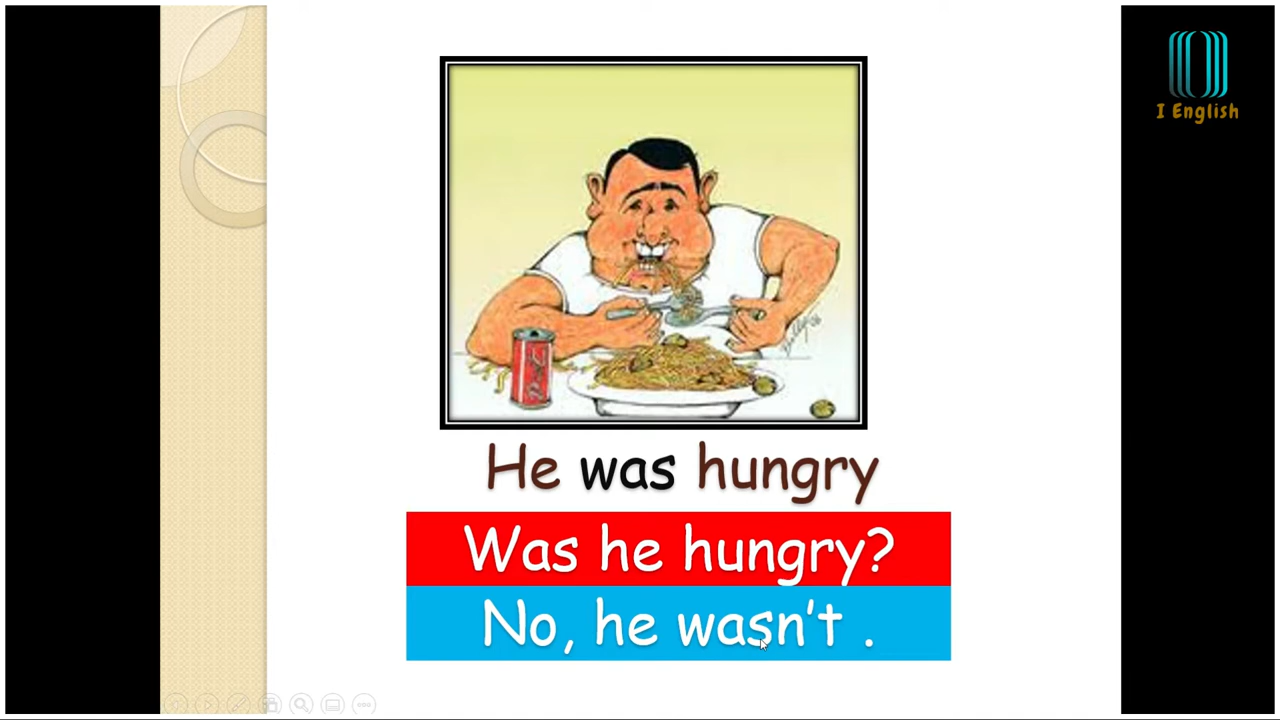 I English
He was hungry
Was he hungry?
No, he wasn't .